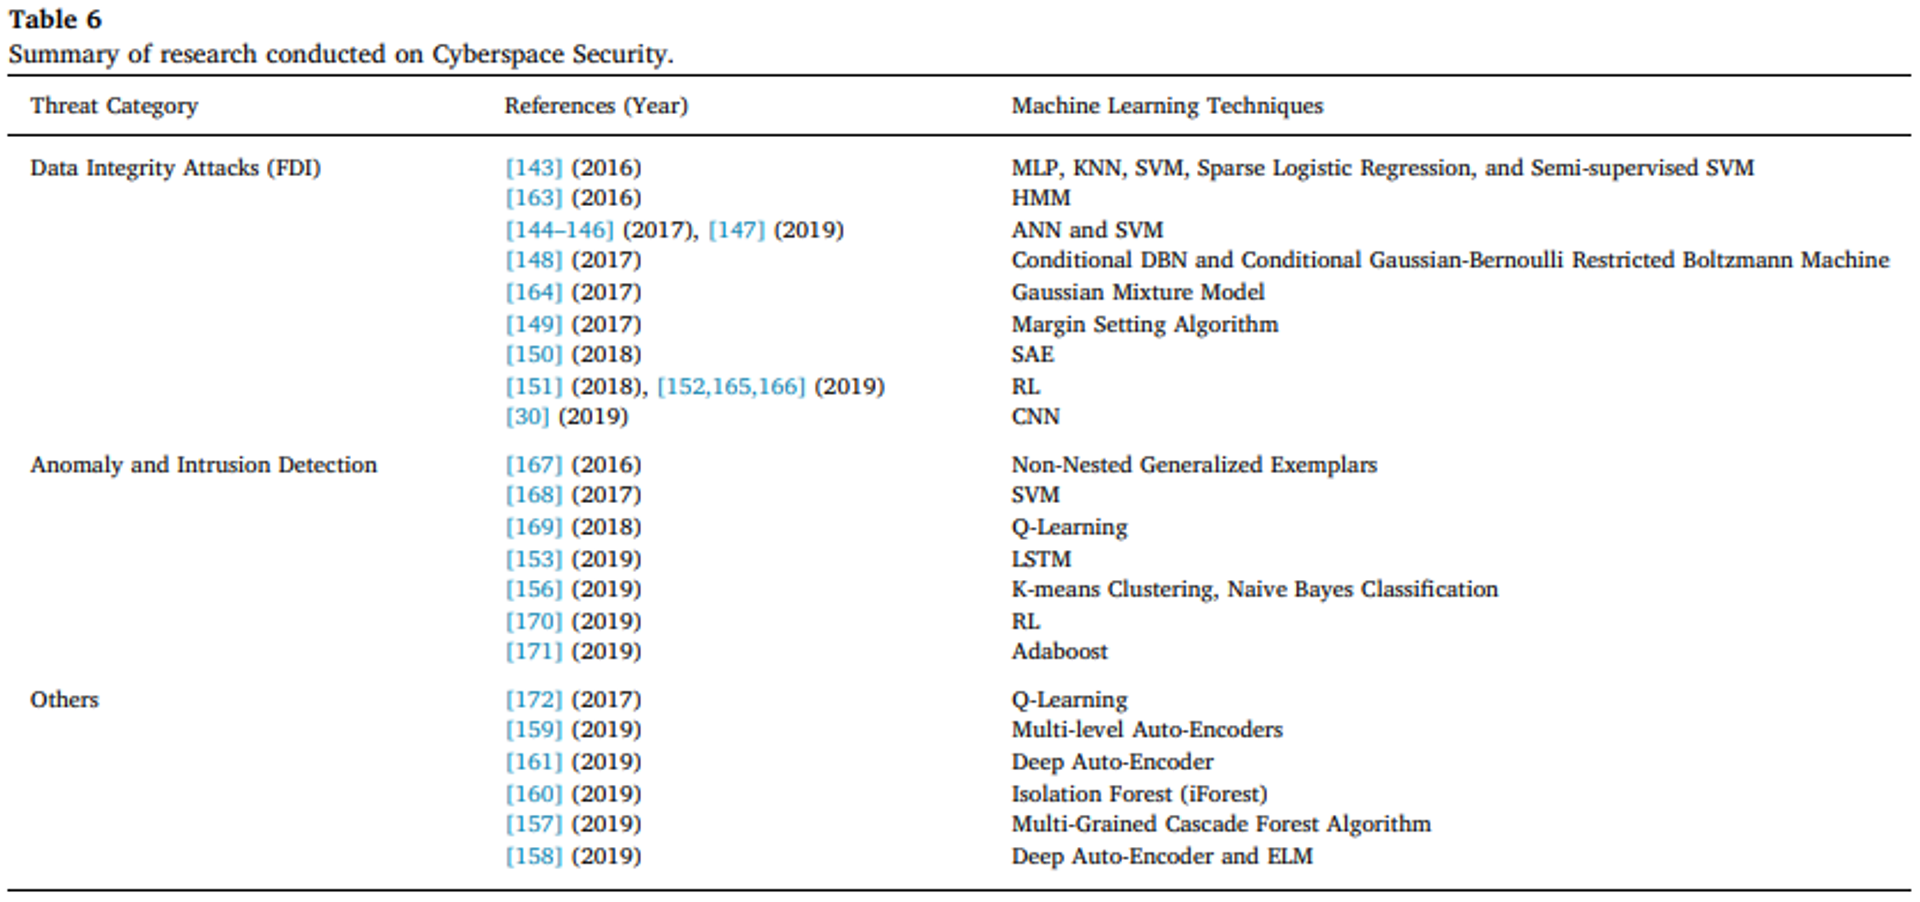 Table 6
Summary of research conducted on Cyberspace Security.
Threat Category References (Year) Machine Learning Techniques
Data Integrity Attacks (FDI) [143] (2016) MLP, KNN, SVM, Sparse Logistic Regression, and Semi-supervised SVM
[163] (2016) HMM
[144–146] (2017), [147] (2019) ANN and SVM
[148] (2017) Conditional DBN and Conditional Gaussian-Bernoulli Restricted Boltzmann Machine
[164] (2017) Gaussian Mixture Model
[149] (2017) Margin Setting Algorithm
[150] (2018) SAE
[151] (2018), [152,165,166] (2019) RL
[30] (2019) CNN
Anomaly and Intrusion Detection [167] (2016) Non-Nested Generalized Exemplars
[168] (2017) SVM
[169] (2018) Q-Learning
[153] (2019) LSTM
[156] (2019) K-means Clustering, Naive Bayes Classification
[170] (2019) RL
[171] (2019) Adaboost
Others [172] (2017) Q-Learning
[159] (2019) Multi-level Auto-Encoders
[161] (2019) Deep Auto-Encoder
[160] (2019) Isolation Forest (iForest)
[157] (2019) Multi-Grained Cascade Forest Algorithm
[158] (2019) Deep Auto-Encoder and ELM